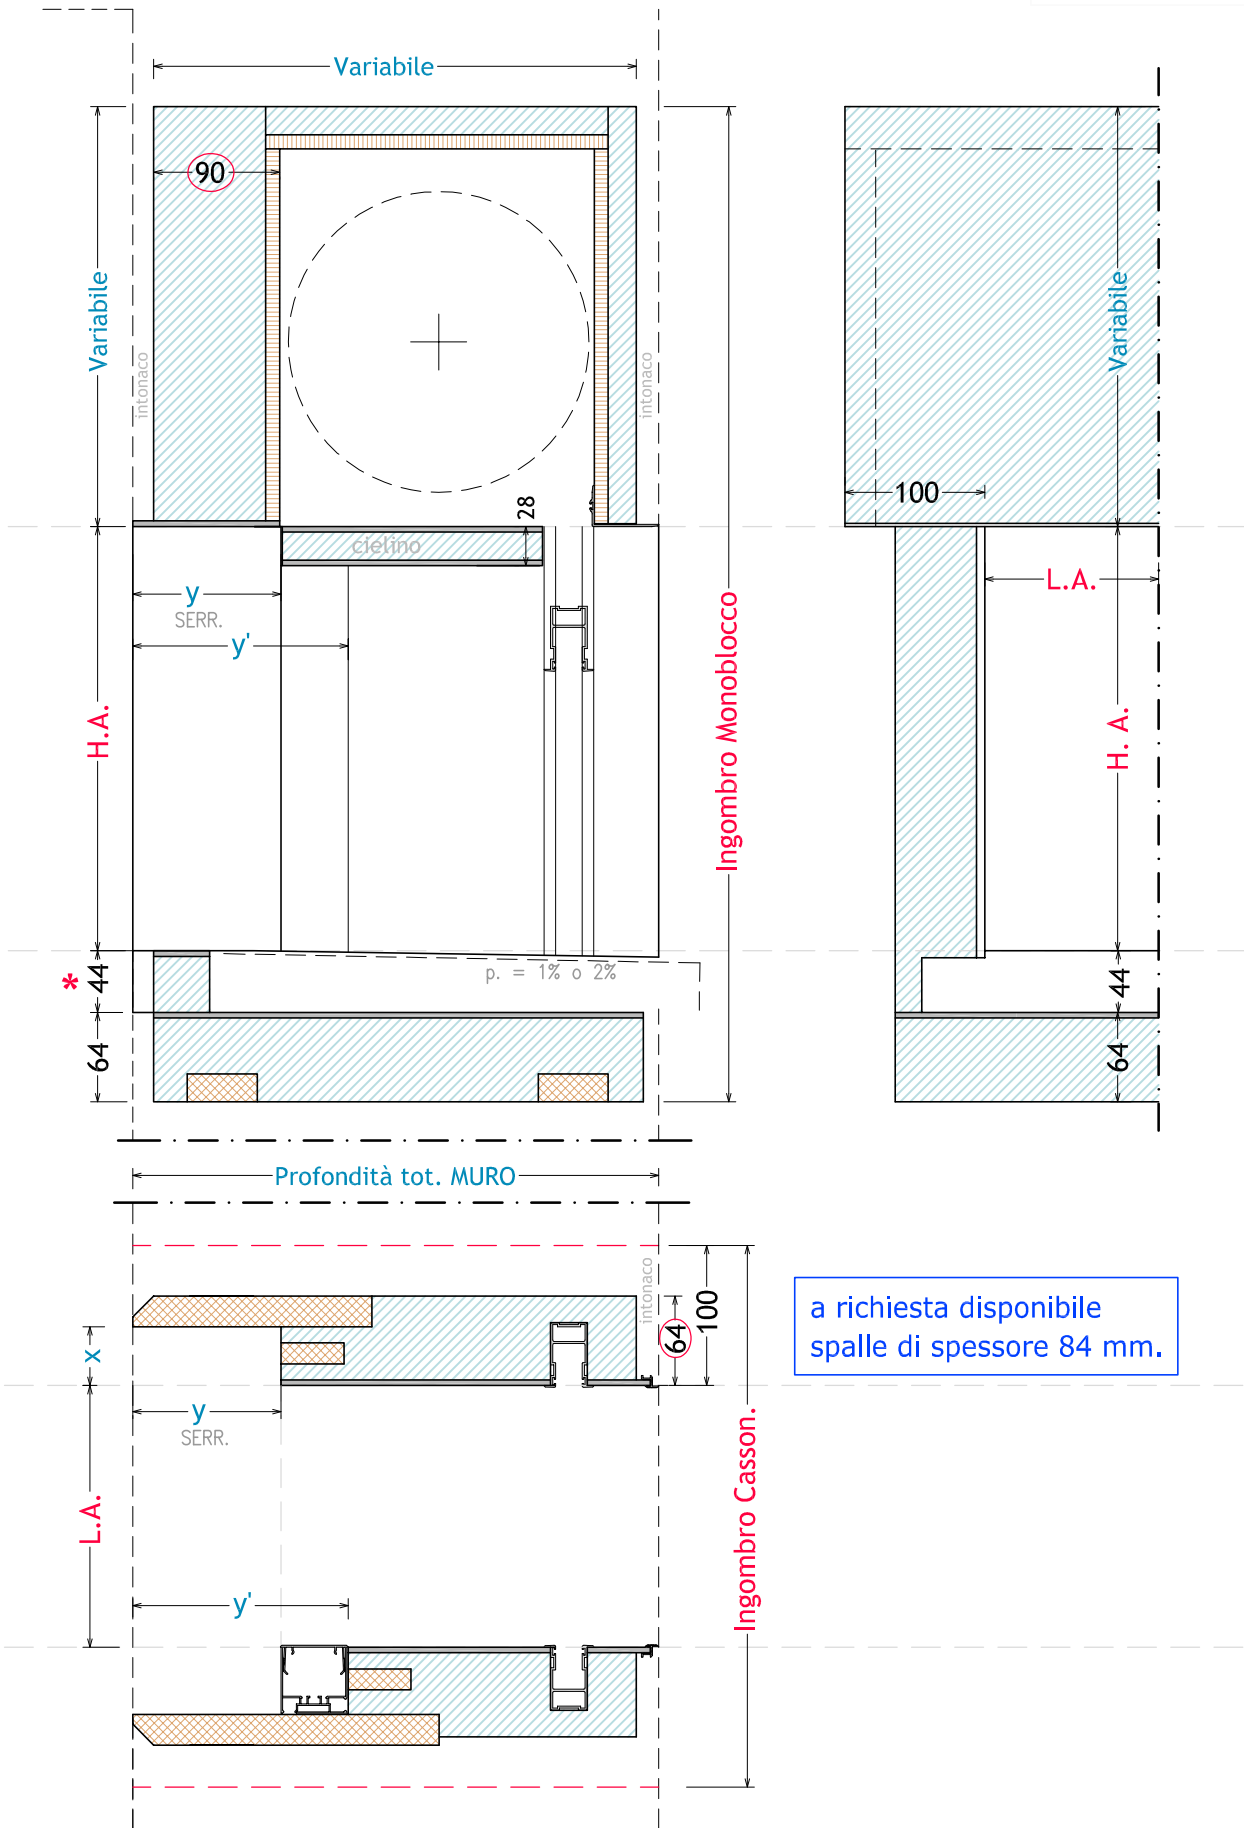 Variabile
90
Variabile
Variabile
intonaco
intonaco
28
100
cielino
y
SERR.
y'
L.A.
Ingombro Monoblocco
H.A.
H. A.
p. = 1% o 2%
* 44
44
64
64
Profondità tot. MURO
intonaco
100
64
x
a richiesta disponibile
spalle di spessore 84 mm.
y
SERR.
L.A.
Ingombro Casson.
y'